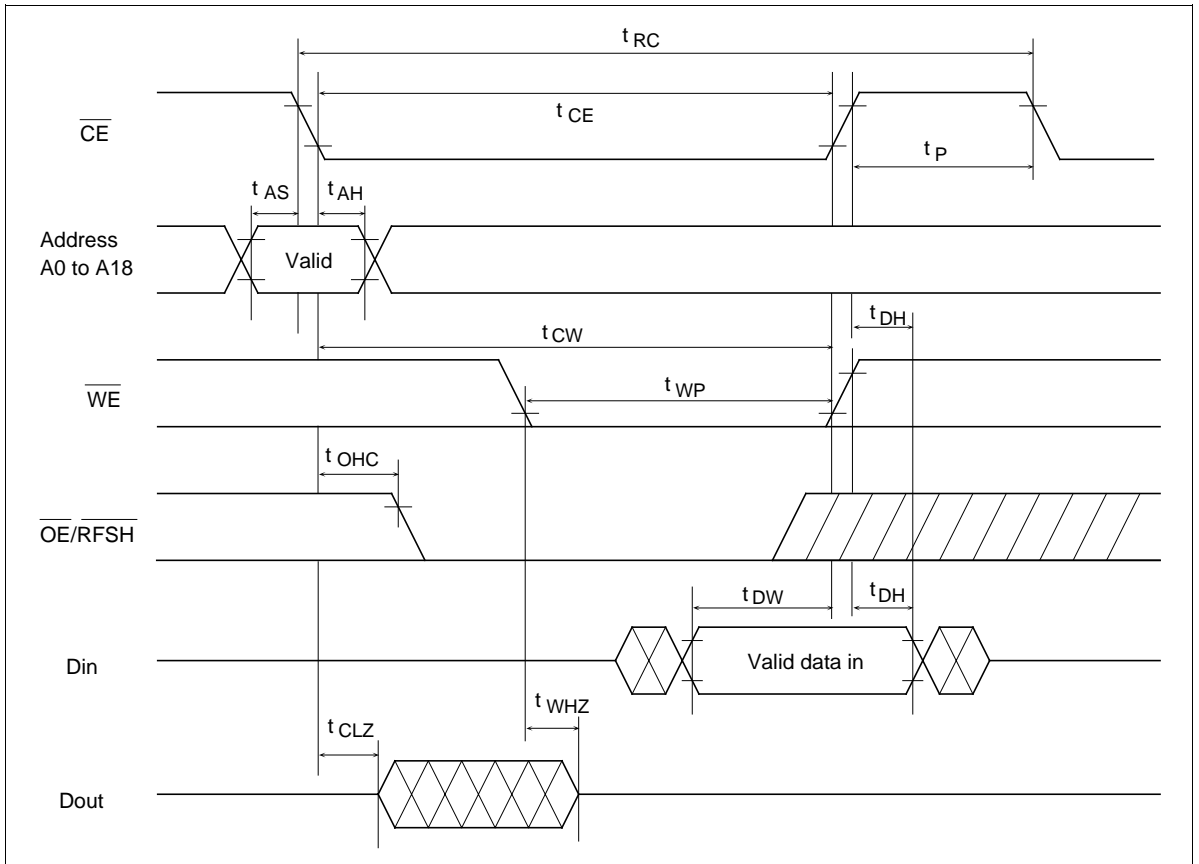 t RC
CE
t CE
t P
t AS
t AH
Address
A0 to A18
Valid
t CW
t DH
WE
t WP
t OHC
OE/RFSH
t DW
t DH
Din
Valid data in
t WHZ
t CLZ
Dout